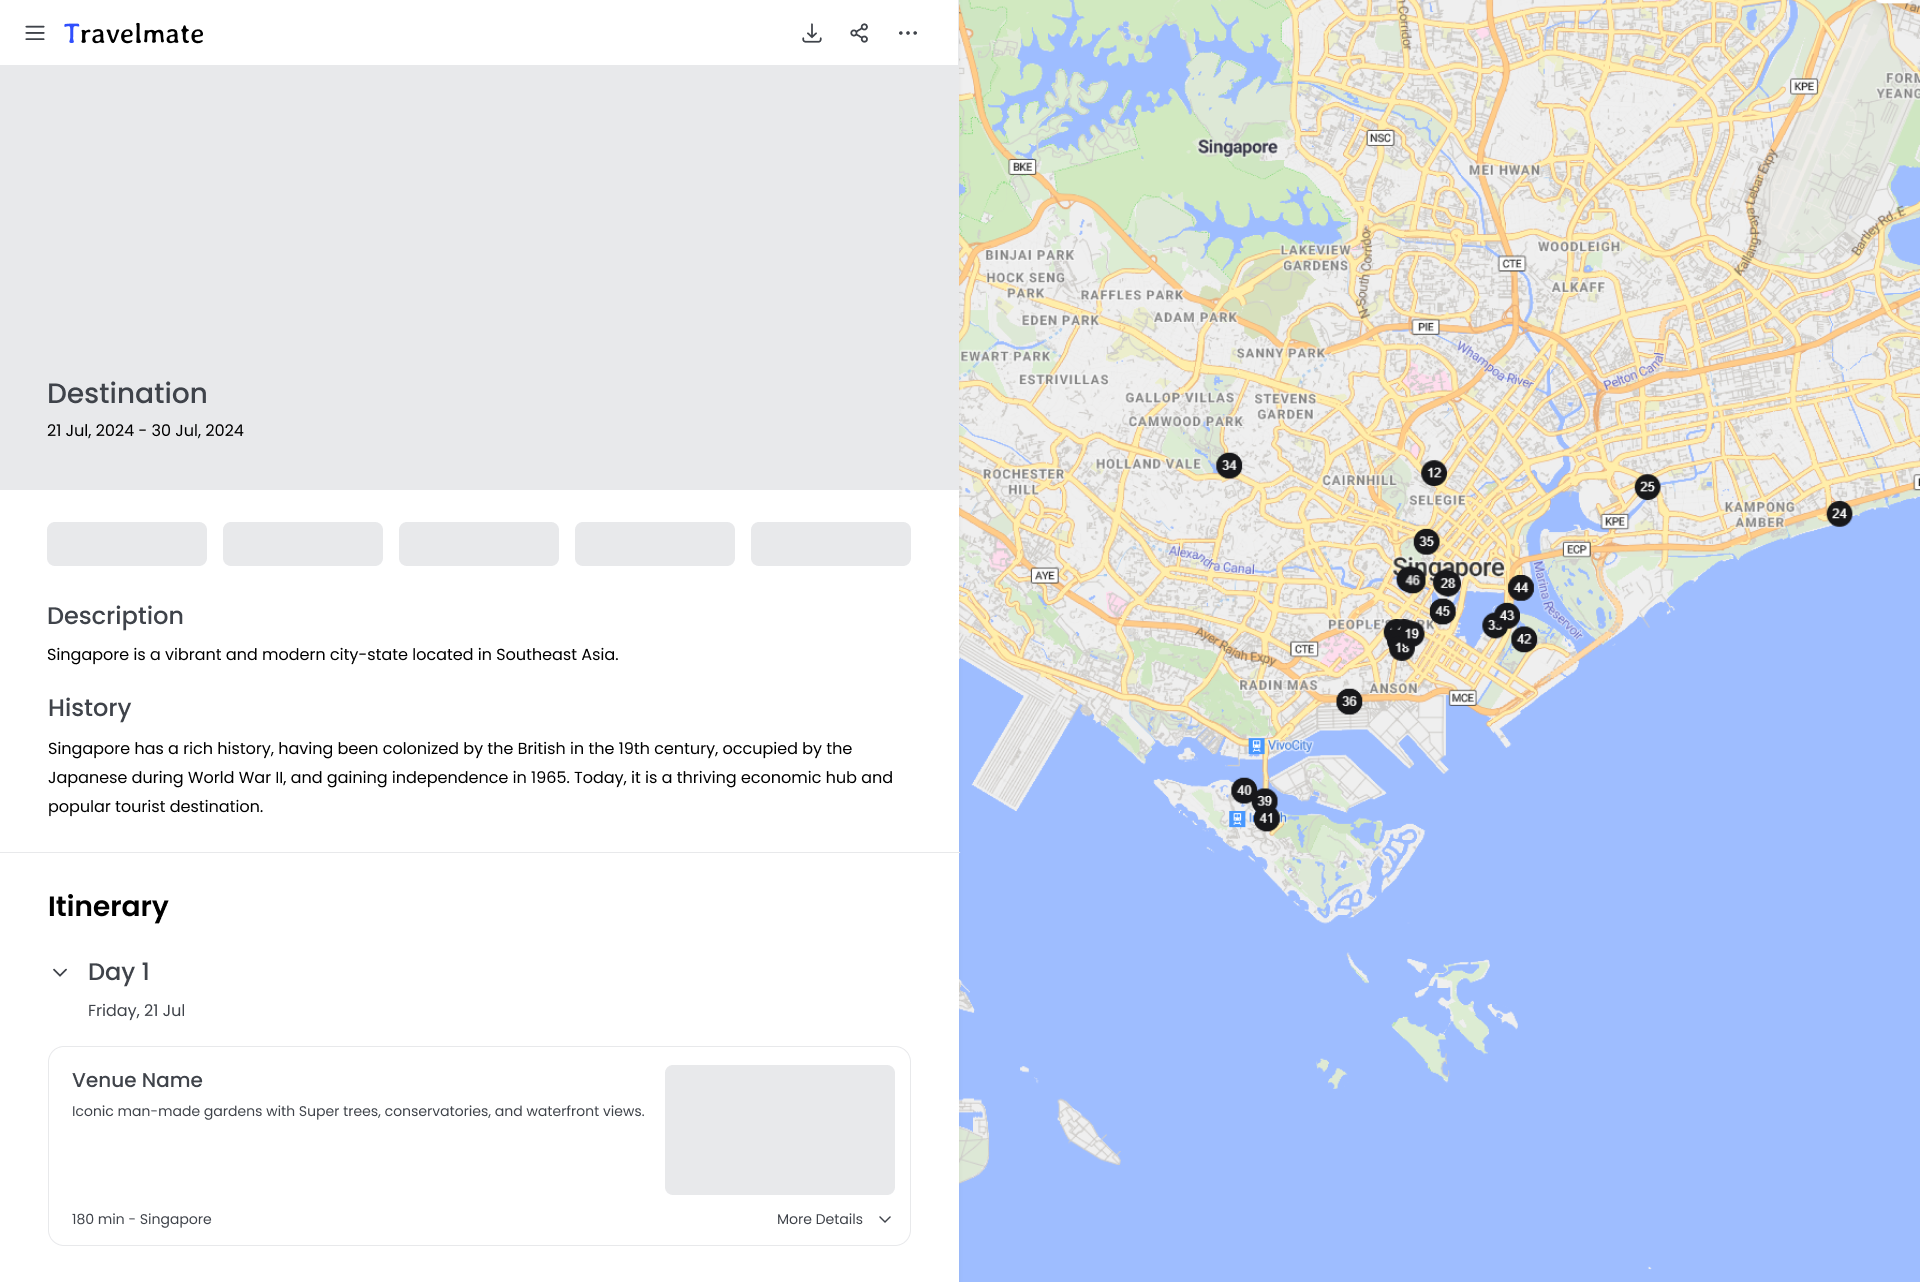 Travelmate
Destination
21 Jul, 2024 - 30 Jul, 2024
Description
Singapore is a vibrant and modern city-state located in Southeast Asia.
History
Singapore has a rich history, having been colonized by the British in the 19th century, occupied by the
Japanese during World War II, and gaining independence in 1965. Today, it is a thriving economic hub and
popular tourist destination.
Itinerary
Day 1
Friday, 21 Jul
Venue Name
Iconic man-made gardens with Super trees, conservatories, and waterfront views.
180 min - Singapore
More Details
Corridor
KPE
FORM
YEANG
NSC
Singapore
BKE
MEI HWAN
Kallang Paya Lebar Expy
Bartley Rd. E
BINJAI PARK
LAKEVIEW
GARDENS
N South Corridor
WOODLEIGH
CTE
HOCK SENG
PARK
RAFFLES PARK
ALKAFF
EDEN PARK
ADAM PARK
PIE
EWART PARK
SANNY PARK
Whampoa River
Pelton Canal
ESTRIVILLAS
GALLOP VILLAS
STEVENS
GARDEN
CAMWOOD PARK
HOLLAND VALE
34
12
ROCHESTER
HILL
CAIRNHILL
SELEGIE
25
KAMPONG
AMBER
24
KPE
35
Alexandra Canal
ECP
Singapore
AYE
46
28
44
Marina Reservoir
45
43
PEOPLE'S
19
42
18
Ayer Rajah Expy
CTE
RADIN MAS
ANSON
MCE
36
VivoCity
40
39
41